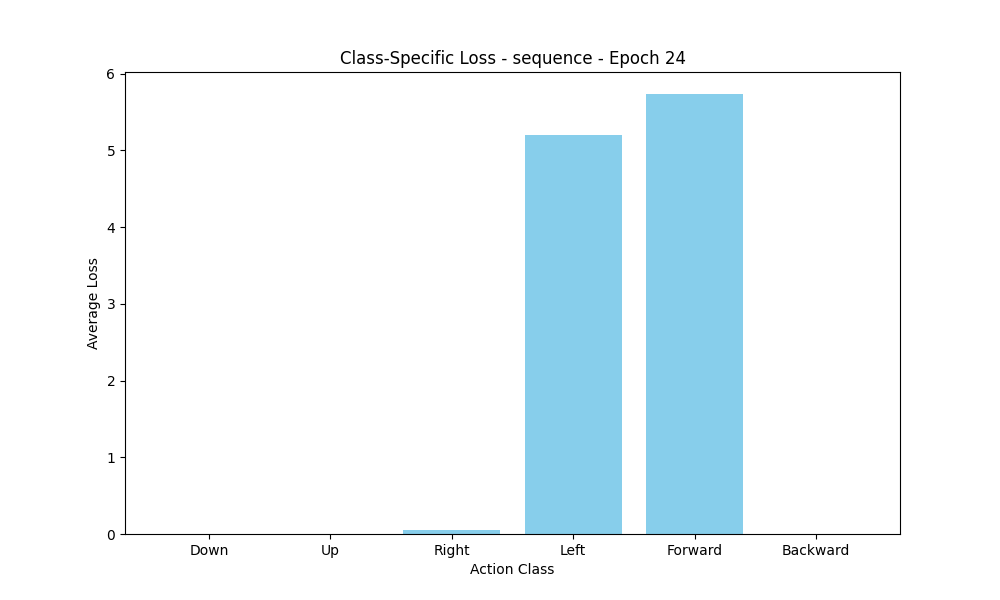 Class-Specific Loss - sequence - Epoch 24
6
5
4
3
2
1
0
Average Loss
Down Up Right Left Forward Backward
Action Class